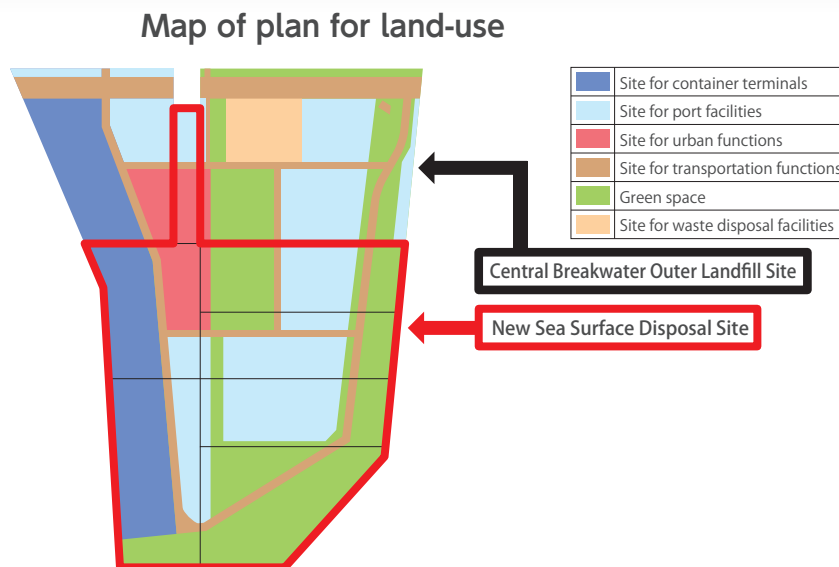 Map of plan for land-use
Site for container terminals
Site for port facilities
Site for urban functions
Site for transportation functions
Green space
Site for waste disposal facilities
Central Breakwater Outer Landfill Site
New Sea Surface Disposal Site